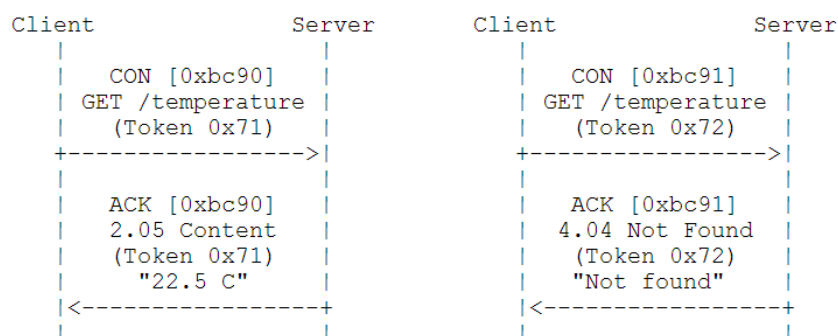 Client Server Client Server
CON [0xbc90] CON [0xbc91]
GET /temperature GET /temperature
(Token 0x71) (Token 0x72)
ACK [0xbc90] ACK [0xbc91]
2.05 Content 4.04 Not Found
(Token 0x71) (Token 0x72)
"22.5 C" "Not found"